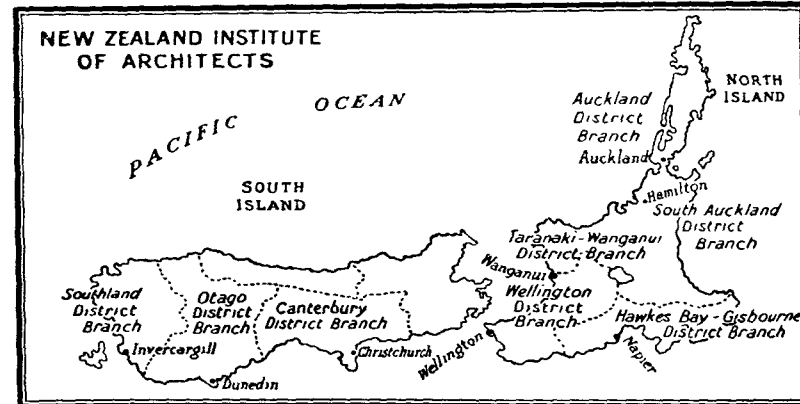 NEW ZEALAND INSTITUTE
OF ARCHITECTS
PACIFIC OCEAN
NORTH
ISLAND
Auckland
District
Branch
Auckland
SOUTH
ISLAND
Hamilton
South Auckland
District
Branch
Taranaki-Wanganui
District Branch
Wanganui
Wellington
District
Branch
Hawkes Bay - Gisbourne
District Branch
Southland
District
Branch
Otago
District
Branch
Canterbury
District Branch
Invercargill
Christchurch
Wellington
Napier
Dunedin